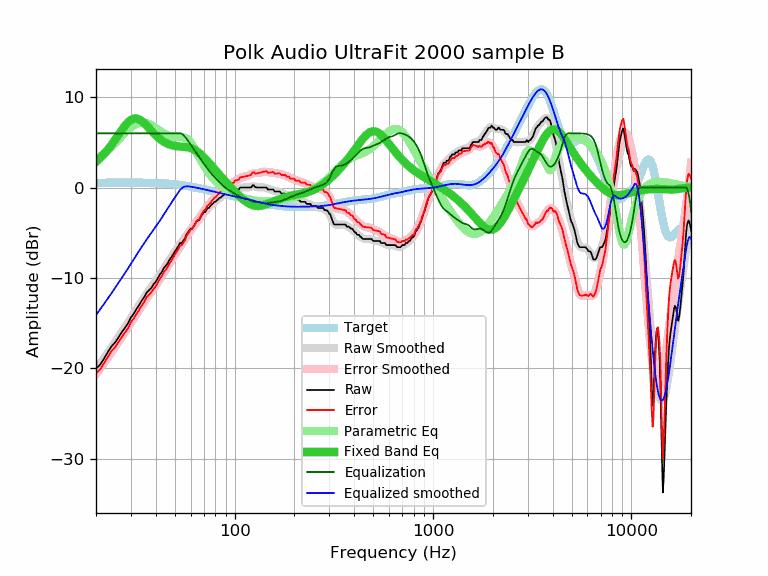 Polk Audio UltraFit 2000 sample B
10
0
−10
−20
−30
Amplitude (dBr)
Target
Raw Smoothed
Error Smoothed
Raw
Error
Parametric Eq
Fixed Band Eq
Equalization
Equalized smoothed
100
1000
10000
Frequency (Hz)